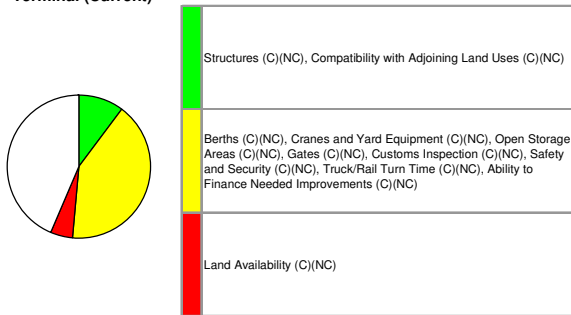 Terminal (Current)
Structures (C)(NC), Compatibility with Adjoining Land Uses (C)(NC)
Berths (C)(NC), Cranes and Yard Equipment (C)(NC), Open Storage
Areas (C)(NC), Gates (C)(NC), Customs Inspection (C)(NC), Safety
and Security (C)(NC), Truck/Rail Turn Time (C)(NC), Ability to
Finance Needed Improvements (C)(NC)
Land Availability (C)(NC)